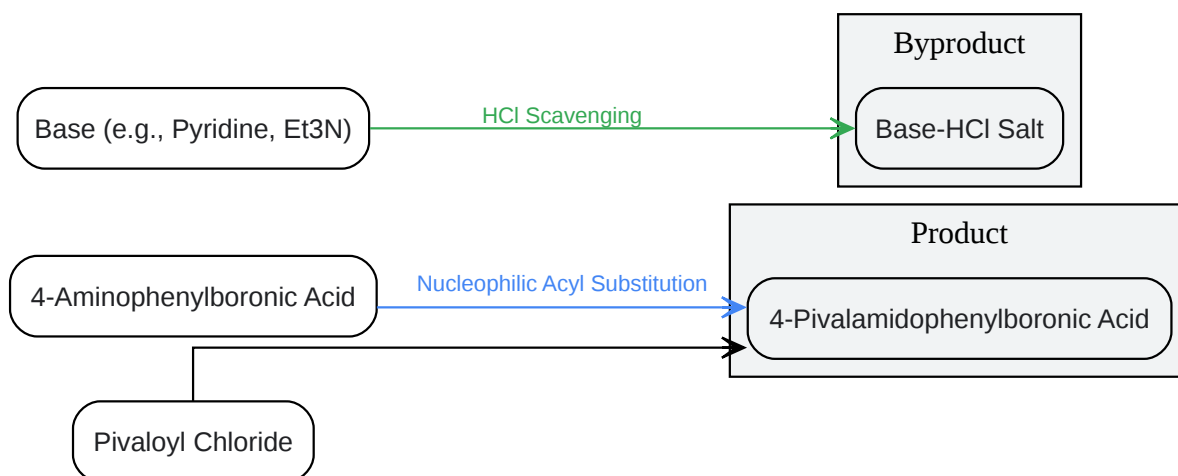 Byproduct
Base (e.g., Pyridine, Et3N)
HCl Scavenging
Base-HCl Salt
Product
4-Aminophenylboronic Acid
Nucleophilic Acyl Substitution
4-Pivalamidophenylboronic Acid
Pivaloyl Chloride